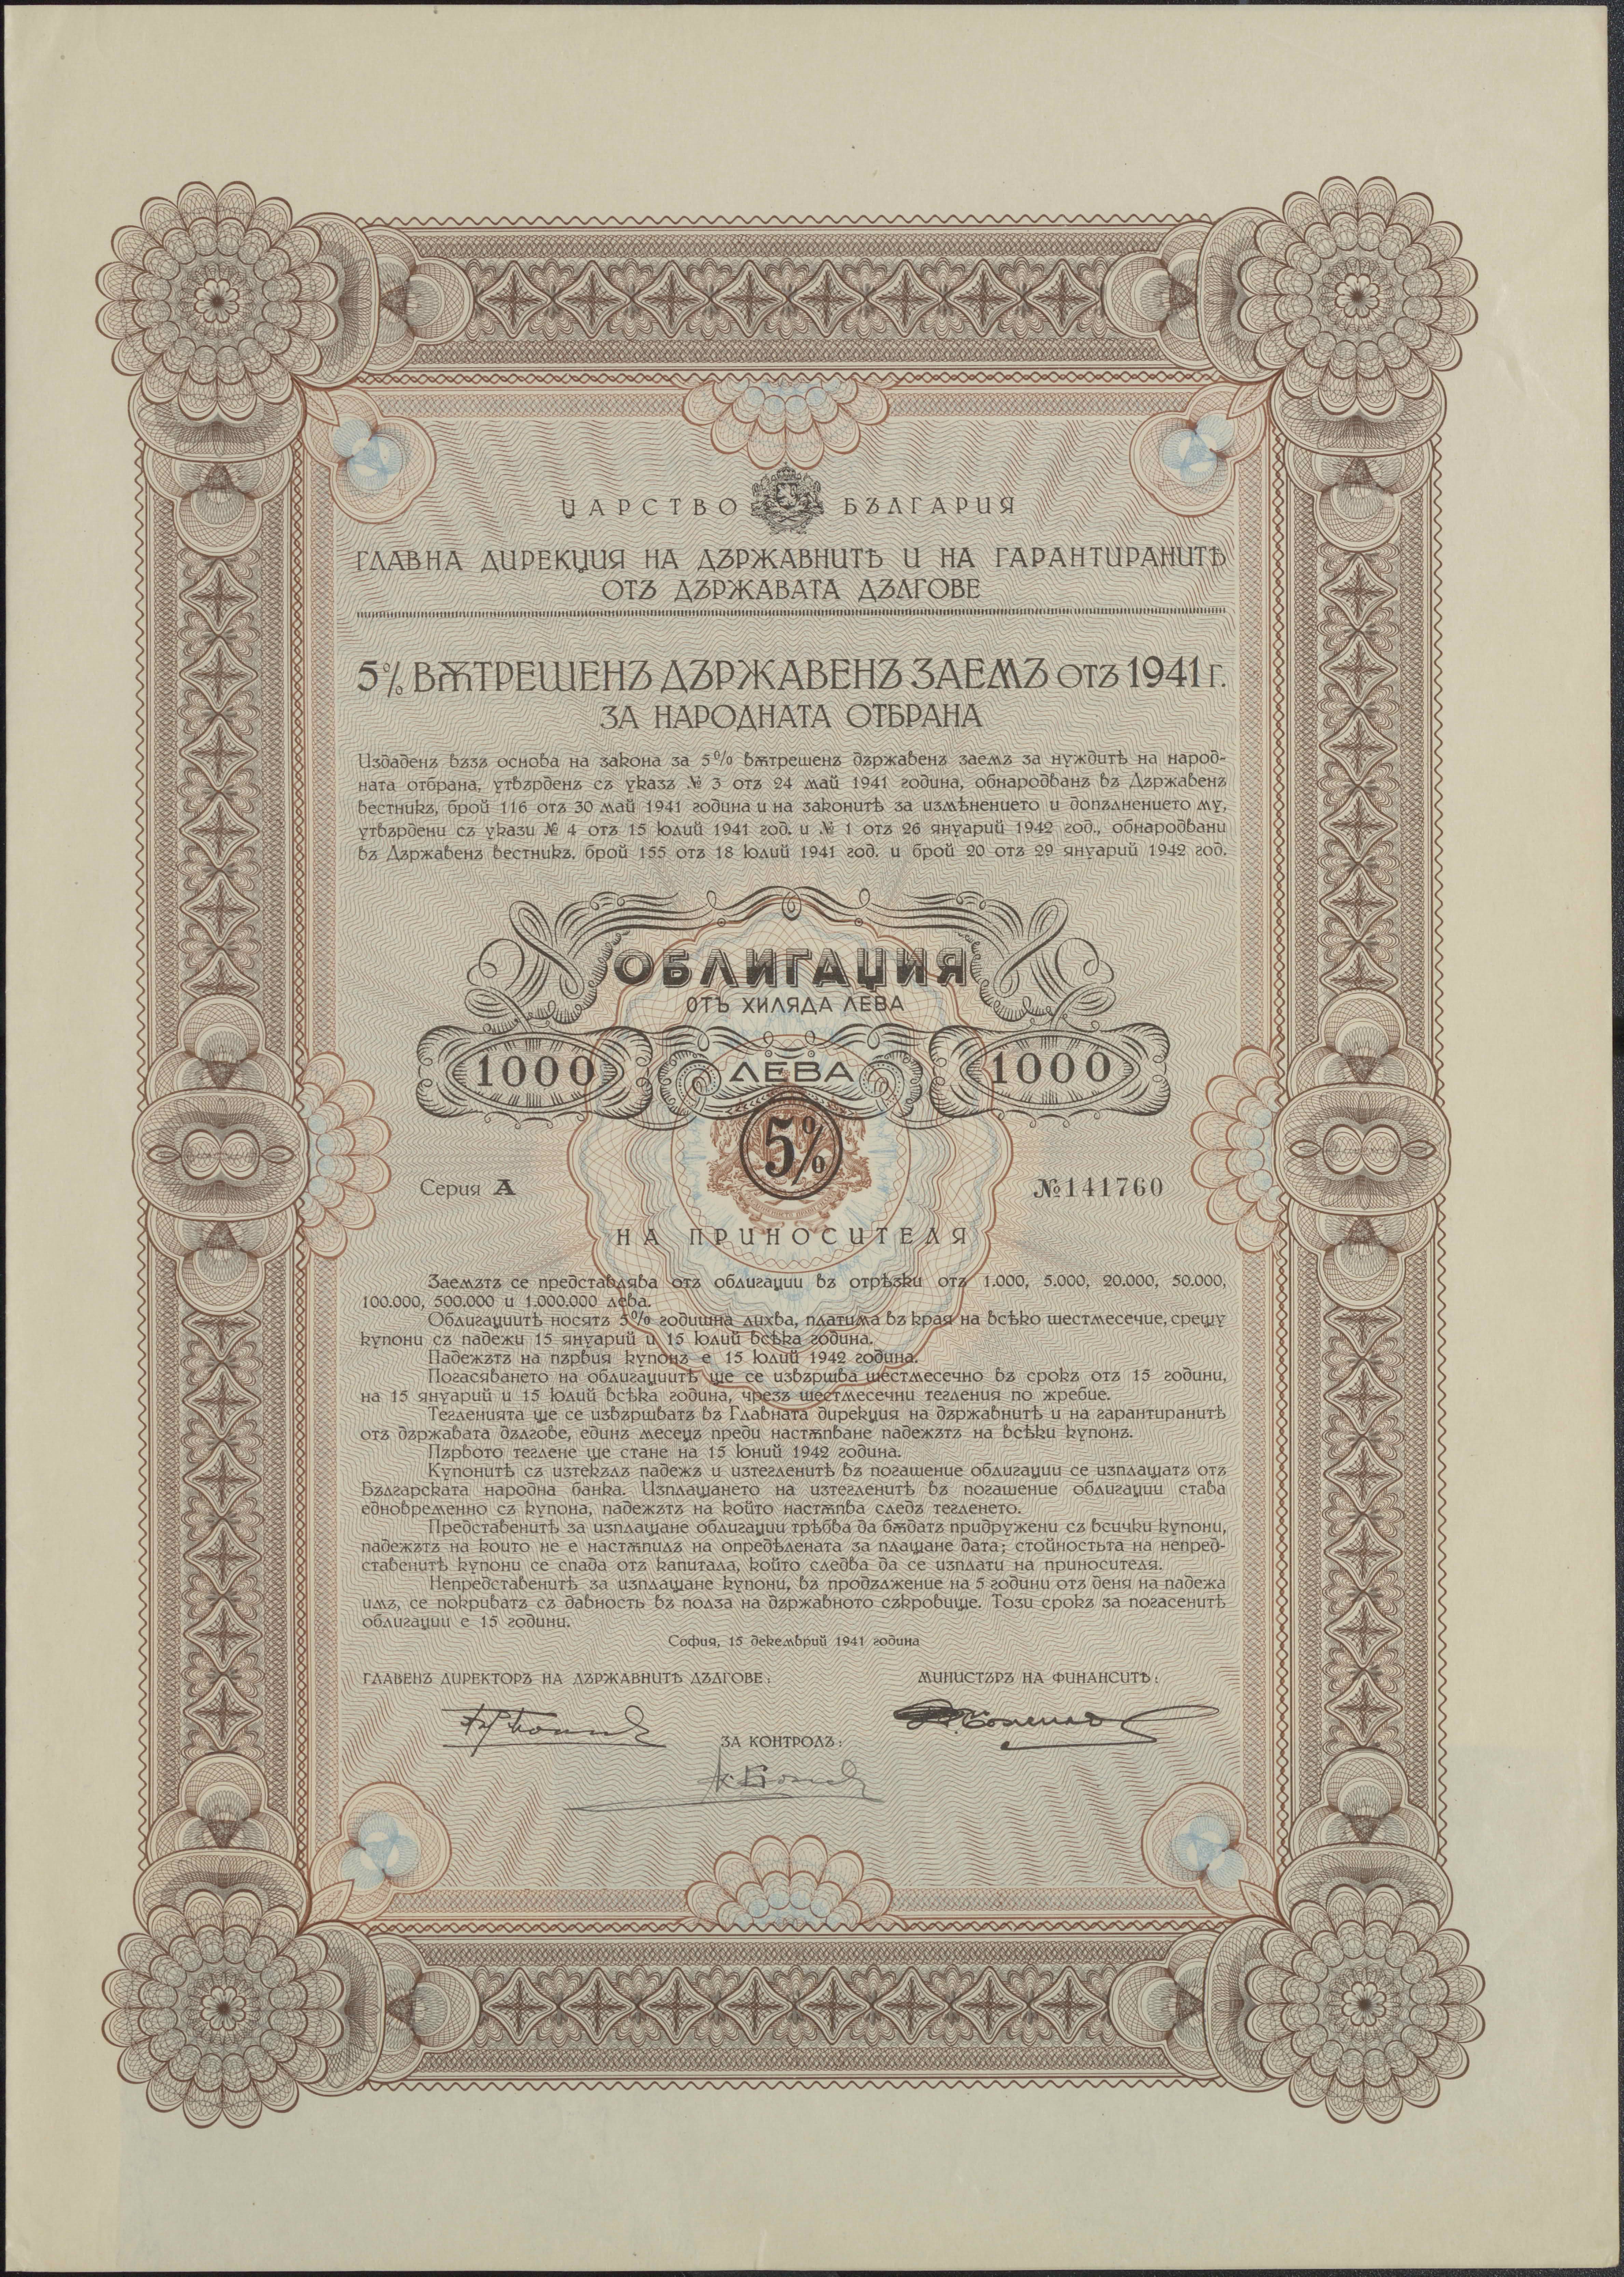 ЦАРСТВО БЪЛГАРИЯ
ГЛАВНА ДИРЕКЦИЯ НА ДЪРЖАВНИТѢ И НА ГАРАНТИРАНИТѢ
ОТЪ ДЪРЖАВАТА ДЪЛГОВЕ
5% ВѪТРЕШЕНЪ ДЪРЖАВЕНЪ ЗАЕМЪ ОТЪ 1941 Г.
ЗА НАРОДНАТА ОТБРАНА
Издаденъ възъ основа на закона за 5% вѫтрешенъ държавенъ заемъ за нуждитѣ на народ-
ната отбрана, утвърденъ съ указъ № 3 отъ 24 май 1941 година, обнародванъ въ Държавенъ
вестникъ, брой 116 отъ 30 май 1941 година и на законитѣ за измѣнението и допълнението му,
утвърдени съ укази № 4 отъ 15 юлий 1941 год. и № 1 отъ 26 януарий 1942 год., обнародвани
въ Държавенъ вестникъ, брой 155 отъ 18 юлий 1941 год. и брой 20 отъ 29 януарий 1942 год.
ОБЛИГАЦИЯ
ОТЪ ХИЛЯДА ЛЕВА
1000 ЛЕВА 1000
5%
Серия А №141760
НА ПРИНОСИТЕЛЯ
Заемътъ се представлява отъ облигации въ отрѣзки отъ 1.000, 5.000, 20.000, 50.000,
100.000, 500.000 и 1.000.000 лева.
Облигациитѣ носятъ 5% годишна лихва, платима въ края на всѣко шестмесечие, срещу
купони съ падежи 15 януарий и 15 юлий всѣка година.
Падежътъ на първия купонъ е 15 юлий 1942 година.
Погасяването на облигациитѣ ще се извършва шестмесечно въ срокъ отъ 15 години,
на 15 януарий и 15 юлий всѣка година, чрезъ шестмесечни тегления по жребие.
Тегленията ще се извършватъ въ Главната дирекция на държавнитѣ и на гарантиранитѣ
отъ държавата дългове, единъ месецъ преди настѫпване падежътъ на всѣки купонъ.
Първото теглене ще стане на 15 юний 1942 година.
Купонитѣ съ изтекълъ падежъ и изтегленитѣ въ погашение облигации се изплащатъ отъ
Българската народна банка. Изплащането на изтегленитѣ въ погашение облигации става
едновременно съ купона, падежътъ на който настѫпва следъ тегленето.
Представенитѣ за изплащане облигации трѣбва да бѫдатъ придружени съ всички купони,
падежътъ на които не е настѫпилъ на опредѣлената за плащане дата; стойностьта на непред-
ставенитѣ купони се спада отъ капитала, който следва да се изплати на приносителя.
Непредставенитѣ за изплащане купони, въ продължение на 5 години отъ деня на падежа
имъ, се покриватъ съ давность въ полза на държавното съкровище. Този срокъ за погасенитѣ
облигации е 15 години.
София, 15 декемврий 1941 година
ГЛАВЕНЪ ДИРЕКТОРЪ НА ДЪРЖАВНИТѢ ДЪЛГОВЕ: МИНИСТЪРЪ НА ФИНАНСИТѢ:
ЗА КОНТРОЛЪ: